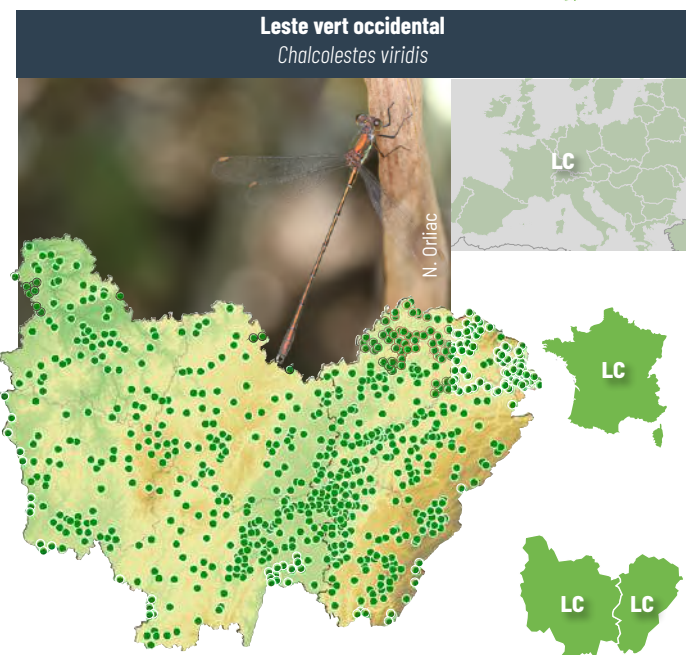 Leste vert occidental
Chalcolestes viridis
LC
N. Orliac
LC
LC LC